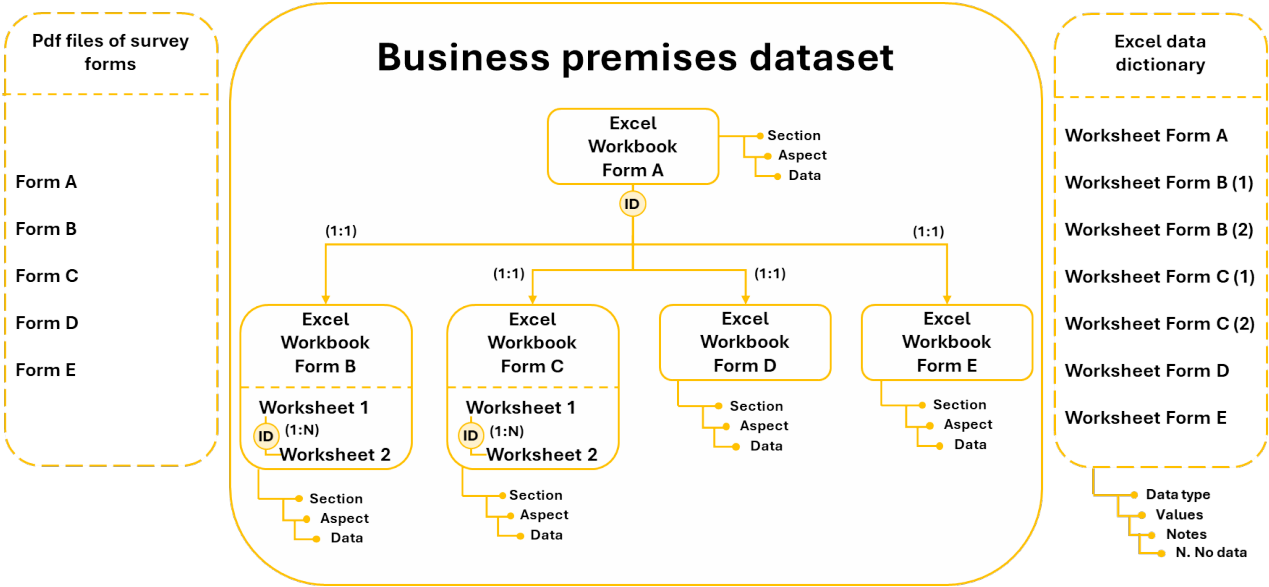 Pdf files of survey
forms
Form A
Form B
Form C
Form D
Form E
Business premises dataset
Excel
Workbook
Form A
Section
Aspect
Data
ID
(1:1)
(1:1)
(1:1)
(1:1)
Excel
Workbook
Form B
Worksheet 1
ID
(1:N)
Worksheet 2
Section
Aspect
Data
Excel
Workbook
Form C
Worksheet 1
ID
(1:N)
Worksheet 2
Section
Aspect
Data
Excel
Workbook
Form D
Section
Aspect
Data
Excel
Workbook
Form E
Section
Aspect
Data
Excel data
dictionary
Worksheet Form A
Worksheet Form B (1)
Worksheet Form B (2)
Worksheet Form C (1)
Worksheet Form C (2)
Worksheet Form D
Worksheet Form E
Data type
Values
Notes
N. No data